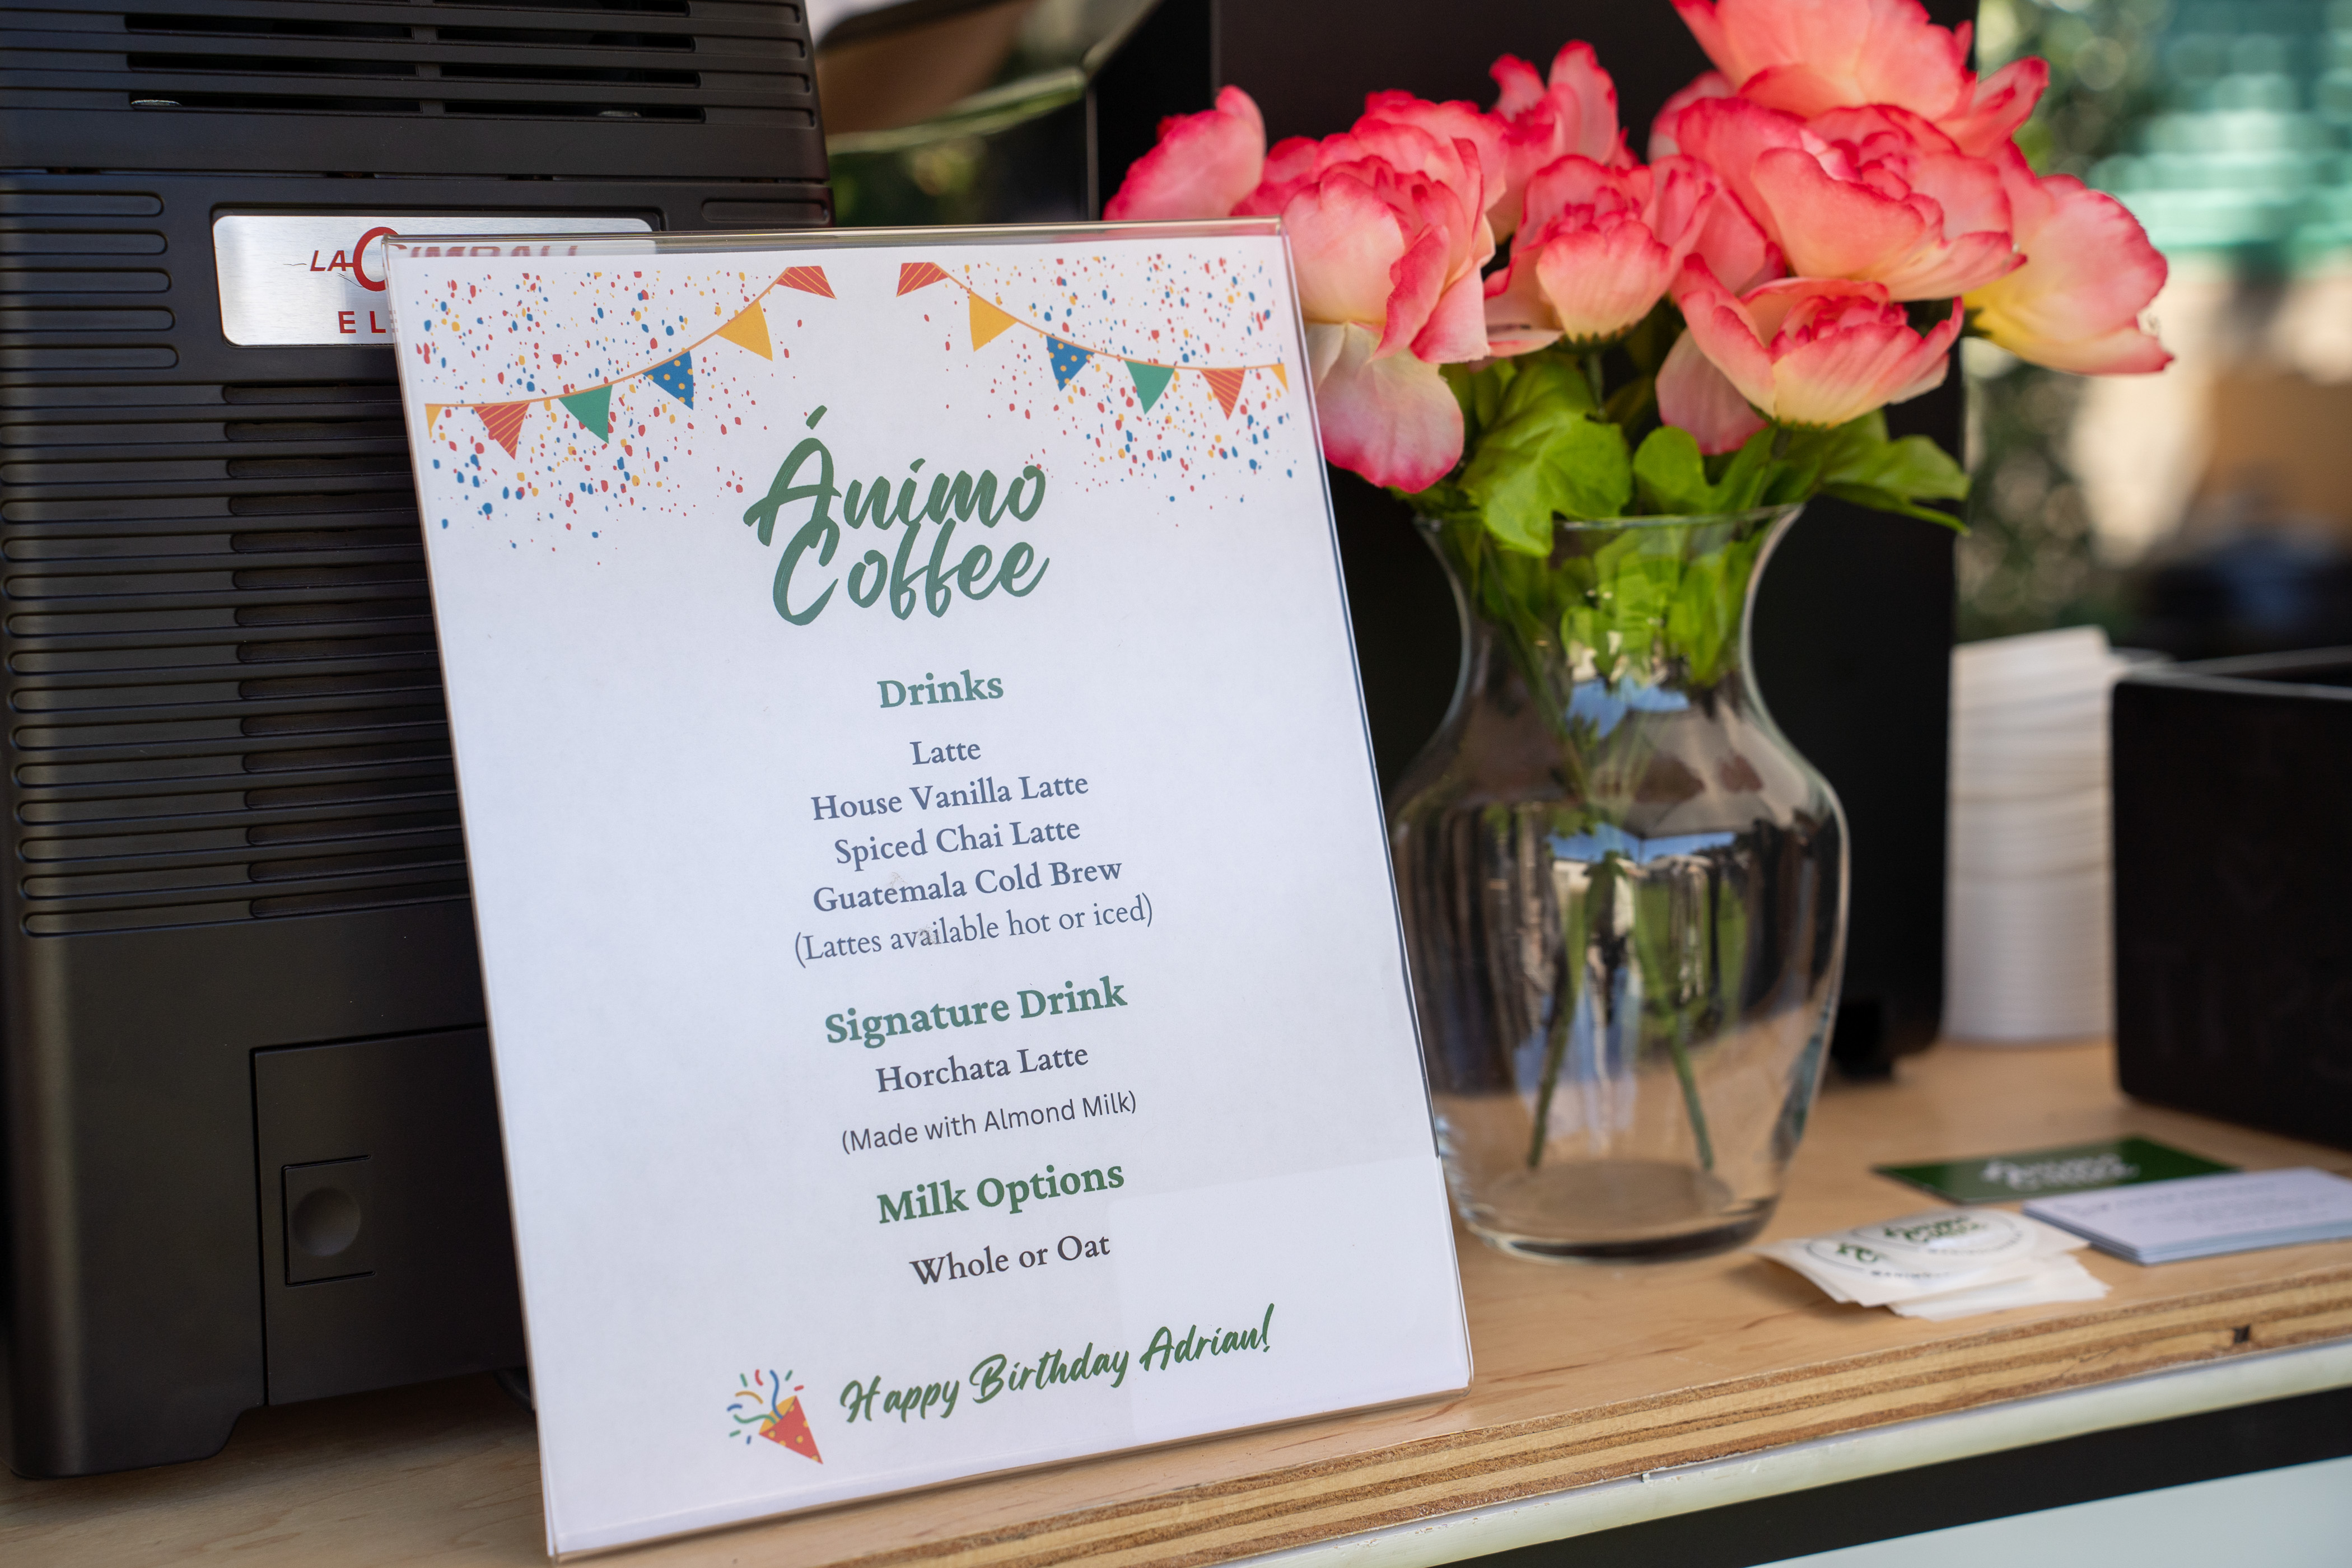 LA CIMBALI
Ánimo
Coffee
Drinks
Latte
House Vanilla Latte
Spiced Chai Latte
Guatemala Cold Brew
(Lattes available hot or iced)
Signature Drink
Horchata Latte
(Made with Almond Milk)
Milk Options
Whole or Oat
Happy Birthday Adrian!